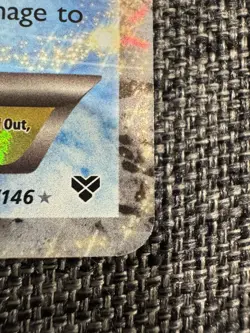 mage to
Out,
/146 ★